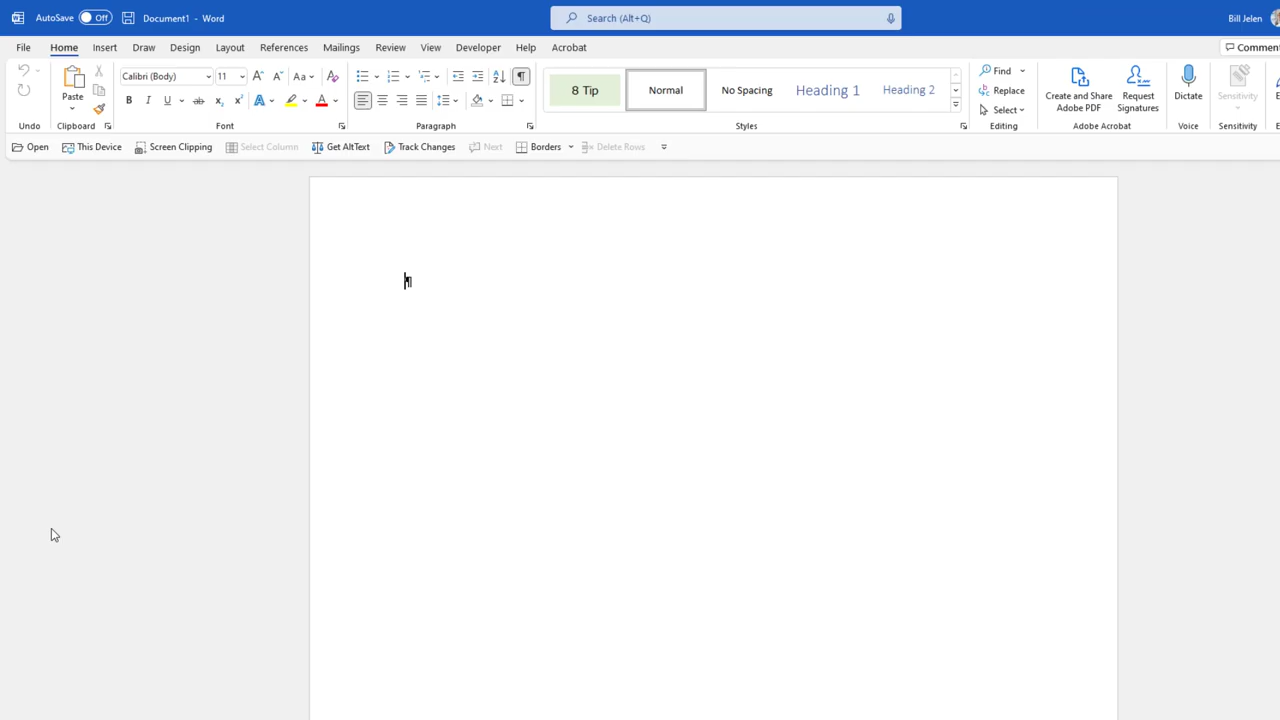 AutoSave Off Document1 - Word Search (Alt+Q) Bill Jelen
File Home Insert Draw Design Layout References Mailings Review View Developer Help Acrobat
Paste
Calibri (Body) 11
8 Tip Normal No Spacing Heading 1 Heading 2
Find
Replace
Select
Create and Share Adobe PDF
Request Signatures
Dictate
Sensitivity
Undo Clipboard Font Paragraph Styles Editing Adobe Acrobat Voice Sensitivity
Open This Device Screen Clipping Select Column Get AltText Track Changes Next Borders Delete Rows
¶